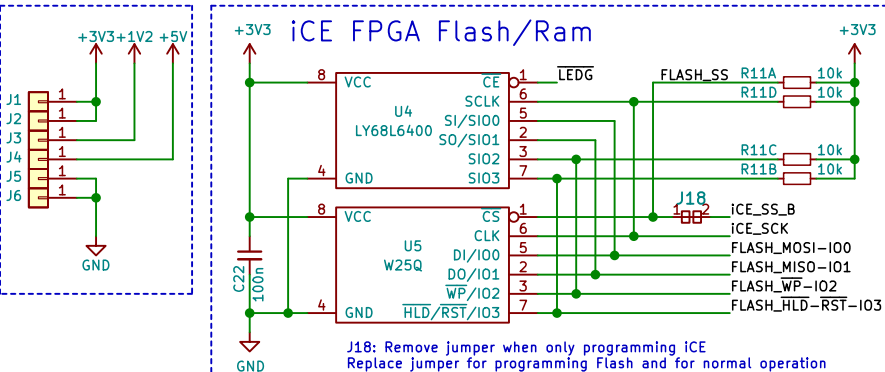 iCE FPGA Flash/Ram
+3V3 +1V2 +5V
J1 1
J2 1
J3 1
J4 1
J5 1
J6 1
GND
+3V3
+3V3
8 VCC
4 GND
U4
LY68L6400
CE 1 LEDG
SCLK 6
SI/SIO0 5
SO/SIO1 2
SIO2 3
SIO3 7
FLASH_SS
R11A 10k
R11D 10k
R11C 10k
R11B 10k
8 VCC
4 GND
U5
W25Q
CS 1
CLK 6
DI/IO0 5
DO/IO1 2
WP/IO2 3
HLD/RST/IO3 7
J18
1 2
iCE_SS_B
iCE_SCK
FLASH_MOSI-IO0
FLASH_MISO-IO1
FLASH_WP-IO2
FLASH_HLD-RST-IO3
C22
100n
GND
J18: Remove jumper when only programming iCE
Replace jumper for programming Flash and for normal operation